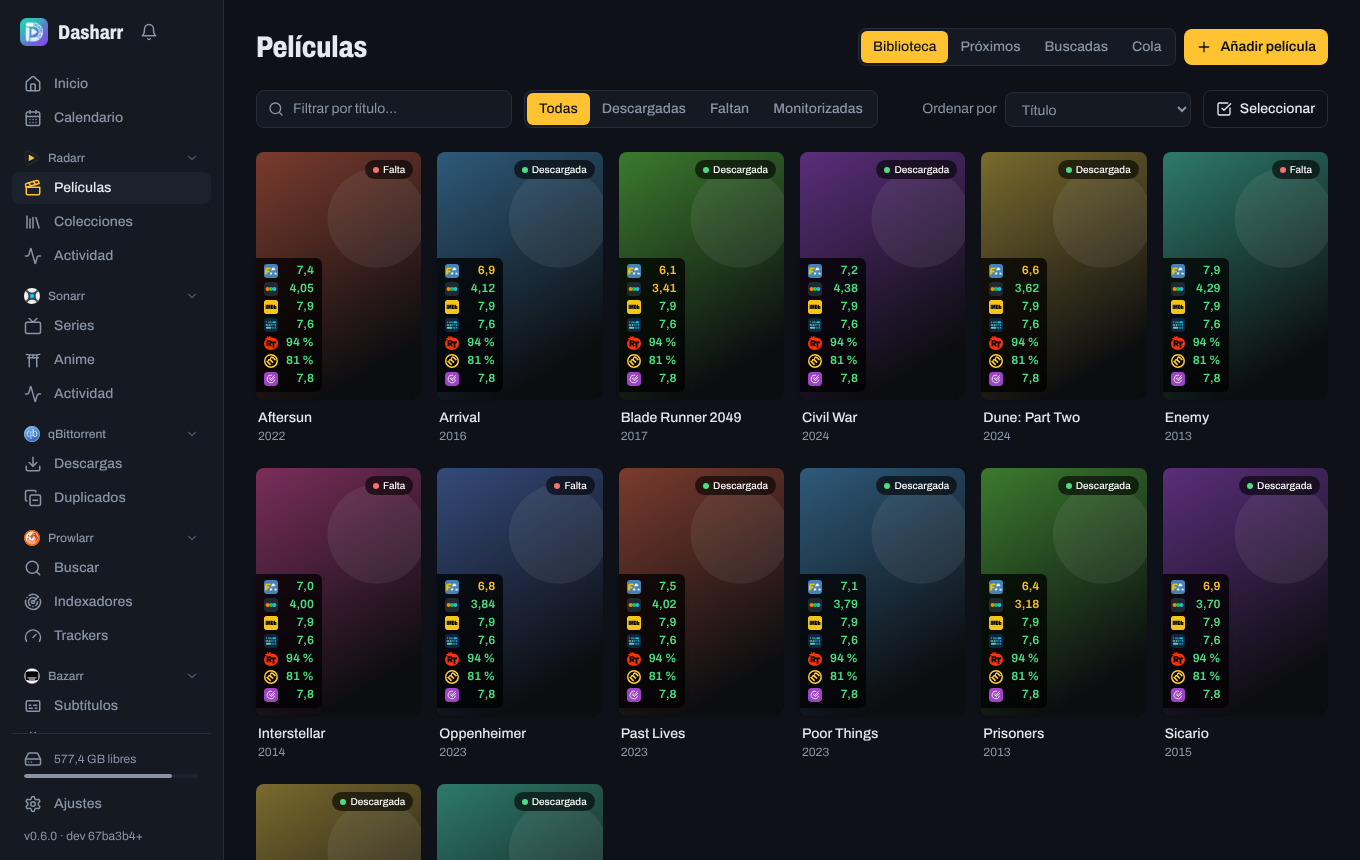 Dasharr
Inicio
Calendario
Radarr
Películas
Colecciones
Actividad
Sonarr
Series
Anime
Actividad
qBittorrent
Descargas
Duplicados
Prowlarr
Buscar
Indexadores
Trackers
Bazarr
Subtítulos
577,4 GB libres
Ajustes
v0.6.0 · dev 67ba3b4+
Películas
Biblioteca Próximos Buscadas Cola
+ Añadir película
Filtrar por título...
Todas Descargadas Faltan Monitorizadas
Ordenar por Título
Seleccionar
Falta
7,4
4,05
IMDb 7,9
7,6
94 %
81 %
7,8
Aftersun
2022
Descargada
6,9
4,12
IMDb 7,9
7,6
94 %
81 %
7,8
Arrival
2016
Descargada
6,1
3,41
IMDb 7,9
7,6
94 %
81 %
7,8
Blade Runner 2049
2017
Descargada
7,2
4,38
IMDb 7,9
7,6
94 %
81 %
7,8
Civil War
2024
Descargada
6,6
3,62
IMDb 7,9
7,6
94 %
81 %
7,8
Dune: Part Two
2024
Falta
7,9
4,29
IMDb 7,9
7,6
94 %
81 %
7,8
Enemy
2013
Falta
7,0
4,00
IMDb 7,9
7,6
94 %
81 %
7,8
Interstellar
2014
Falta
6,8
3,84
IMDb 7,9
7,6
94 %
81 %
7,8
Oppenheimer
2023
Descargada
7,5
4,02
IMDb 7,9
7,6
94 %
81 %
7,8
Past Lives
2023
Descargada
7,1
3,79
IMDb 7,9
7,6
94 %
81 %
7,8
Poor Things
2023
Descargada
6,4
3,18
IMDb 7,9
7,6
94 %
81 %
7,8
Prisoners
2013
Descargada
6,9
3,70
IMDb 7,9
7,6
94 %
81 %
7,8
Sicario
2015
Descargada
Descargada